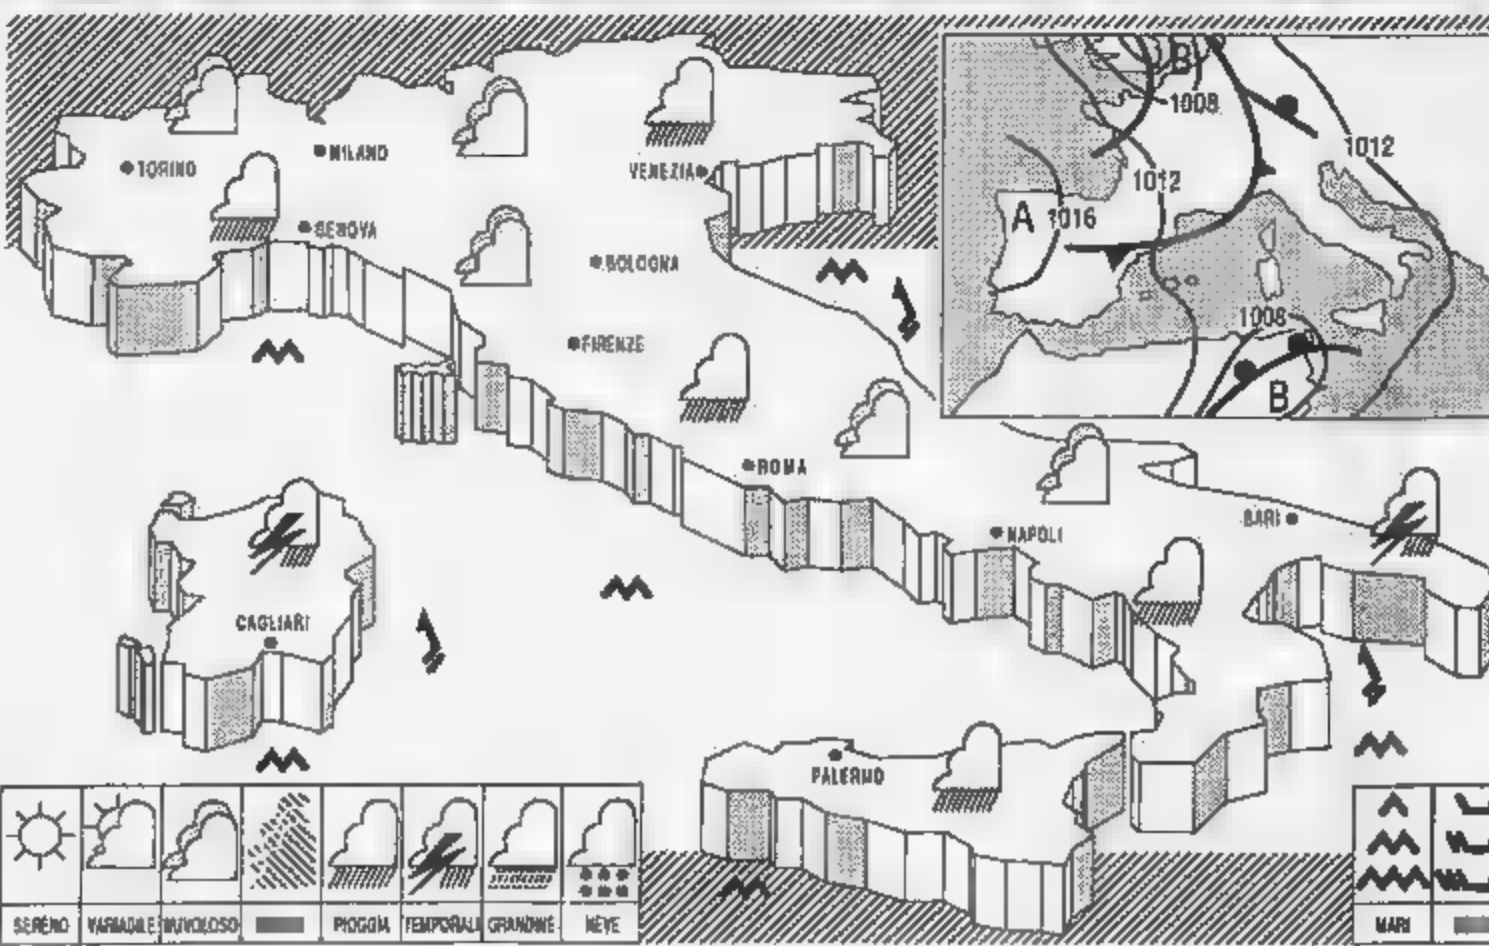 B
1008
1012
MILANO
TORINO
VENEZIA
1012
A 1016
GENOVA
BOLOGNA
1008
FIRENZE
B
ROMA
BARI
NAPOLI
CAGLIARI
PALERMO
SERENO VARIABILE NUVOLOSO PIOGGIA TEMPORALI GRANDINE NEVE MARI